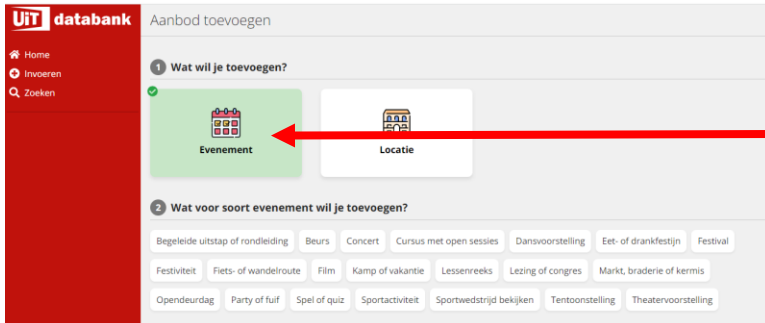 UiT databank
Aanbod toevoegen
Home
Invoeren
Zoeken
1 Wat wil je toevoegen?
Evenement
Locatie
2 Wat voor soort evenement wil je toevoegen?
Begeleide uitstap of rondleiding Beurs Concert Cursus met open sessies Dansvoorstelling Eet- of drankfestijn Festival
Festiviteit Fiets- of wandelroute Film Kamp of vakantie Lessenreeks Lezing of congres Markt, braderie of kermis
Opendeurdag Party of fuif Spel of quiz Sportactiviteit Sportwedstrijd bekijken Tentoonstelling Theatervoorstelling